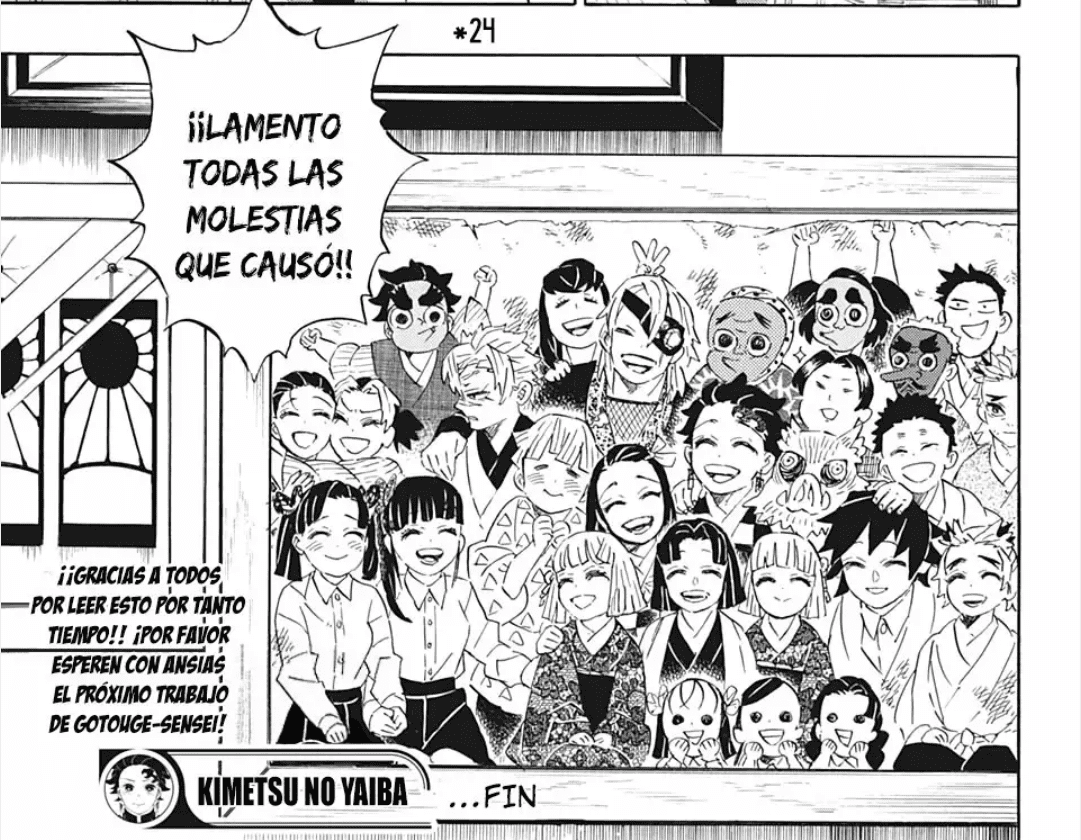 *24
¡¡LAMENTO
TODAS LAS
MOLESTIAS
QUE CAUSÓ!!
¡¡GRACIAS A TODOS
POR LEER ESTO POR TANTO
TIEMPO!! ¡POR FAVOR
ESPEREN CON ANSIAS
EL PRÓXIMO TRABAJO
DE GOTOUGE-SENSEI!
KIMETSU NO YAIBA
...FIN